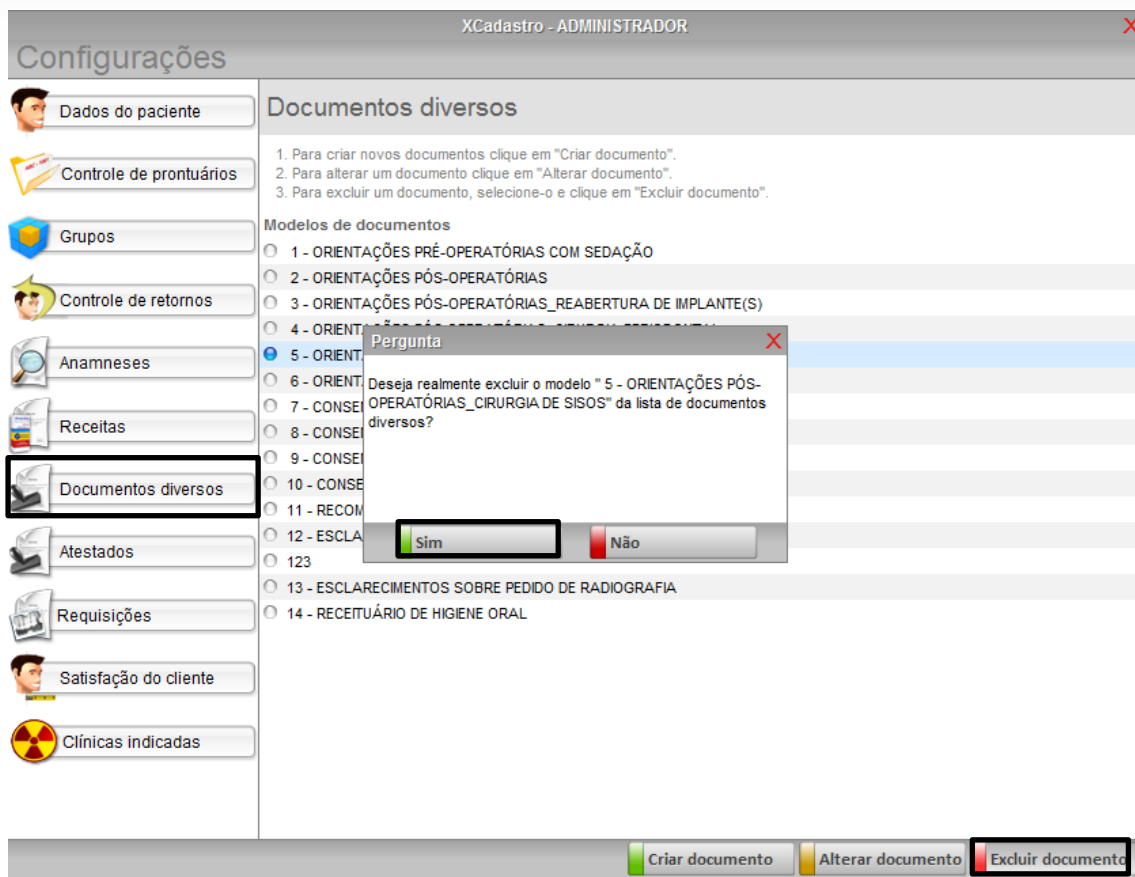 XCadastro - ADMINISTRADOR
X
Configurações
Dados do paciente
Controle de prontuários
Grupos
Controle de retornos
Anamneses
Receitas
Documentos diversos
Atestados
Requisições
Satisfação do cliente
Clínicas indicadas
Documentos diversos
1. Para criar novos documentos clique em "Criar documento".
2. Para alterar um documento clique em "Alterar documento".
3. Para excluir um documento, selecione-o e clique em "Excluir documento".
Modelos de documentos
1 - ORIENTAÇÕES PRÉ-OPERATÓRIAS COM SEDAÇÃO
2 - ORIENTAÇÕES PÓS-OPERATÓRIAS
3 - ORIENTAÇÕES PÓS-OPERATÓRIAS_REABERTURA DE IMPLANTE(S)
4 - ORIENT
5 - ORIENT
6 - ORIENT
7 - CONSE
8 - CONSE
9 - CONSE
10 - CONSE
11 - RECOM
12 - ESCLA
123
13 - ESCLARECIMENTOS SOBRE PEDIDO DE RADIOGRAFIA
14 - RECEITUÁRIO DE HIGIENE ORAL
Pergunta
X
Deseja realmente excluir o modelo " 5 - ORIENTAÇÕES PÓS-
OPERATÓRIAS_CIRURGIA DE SISOS" da lista de documentos
diversos?
Sim
Não
Criar documento
Alterar documento
Excluir documento